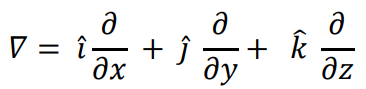 ∇ = î ∂/∂x + ĵ ∂/∂y + k̂ ∂/∂z